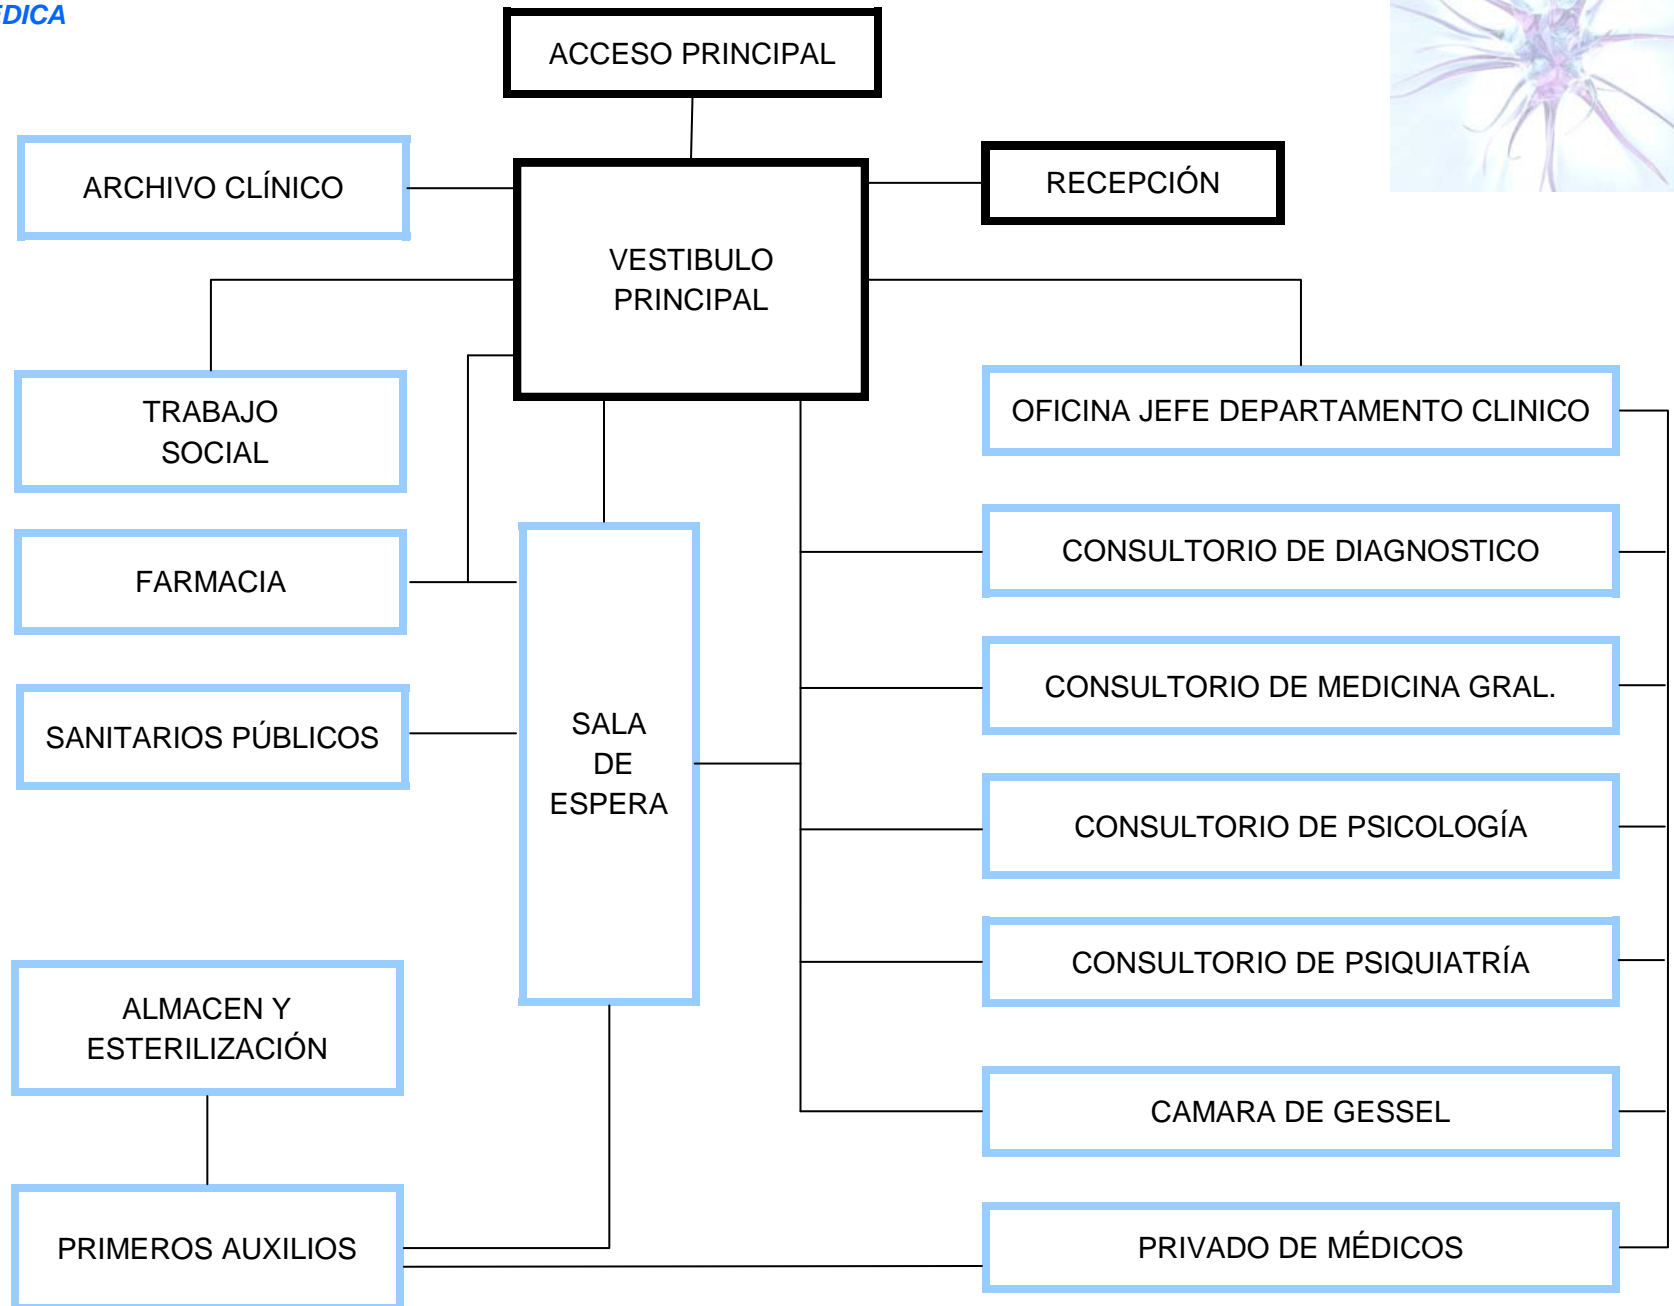 ACCESO PRINCIPAL
ARCHIVO CLÍNICO
RECEPCIÓN
VESTIBULO
PRINCIPAL
TRABAJO
SOCIAL
OFICINA JEFE DEPARTAMENTO CLINICO
FARMACIA
CONSULTORIO DE DIAGNOSTICO
SANITARIOS PÚBLICOS
SALA
DE
ESPERA
CONSULTORIO DE MEDICINA GRAL.
CONSULTORIO DE PSICOLOGÍA
CONSULTORIO DE PSIQUIATRÍA
ALMACEN Y
ESTERILIZACIÓN
CAMARA DE GESSEL
PRIMEROS AUXILIOS
PRIVADO DE MÉDICOS